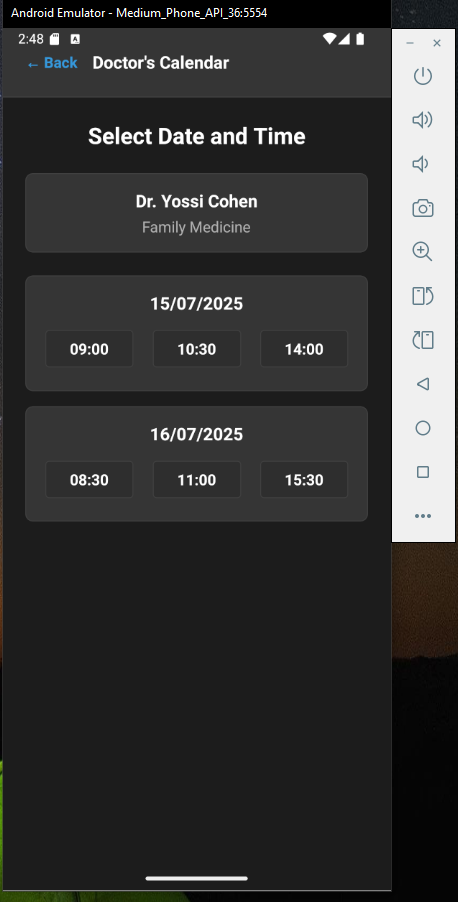 Android Emulator - Medium_Phone_API_36:5554
2:48
← Back Doctor's Calendar
Select Date and Time
Dr. Yossi Cohen
Family Medicine
15/07/2025
09:00 10:30 14:00
16/07/2025
08:30 11:00 15:30